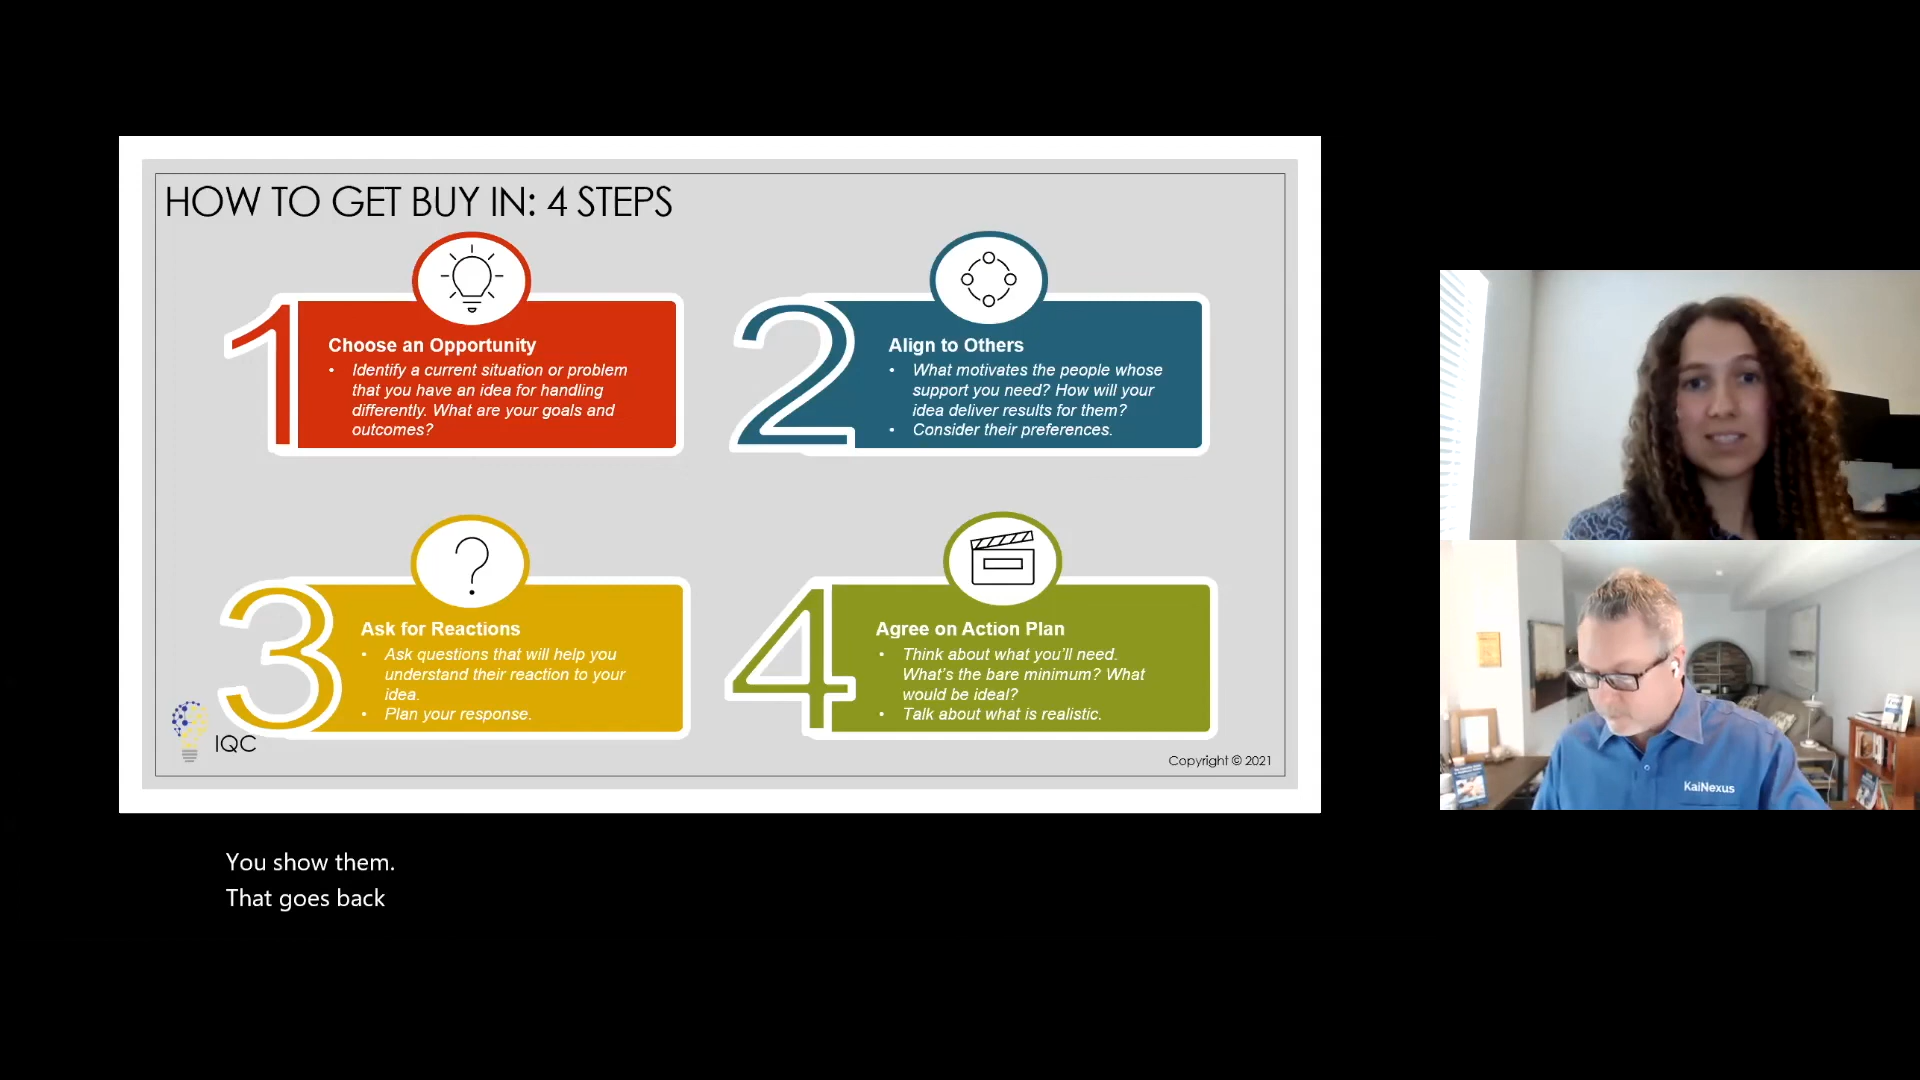 HOW TO GET BUY IN: 4 STEPS
1
Choose an Opportunity
• Identify a current situation or problem
that you have an idea for handling
differently. What are your goals and
outcomes?
2
Align to Others
• What motivates the people whose
support you need? How will your
idea deliver results for them?
• Consider their preferences.
3
Ask for Reactions
• Ask questions that will help you
understand their reaction to your
idea.
• Plan your response.
4
Agree on Action Plan
• Think about what you'll need.
What's the bare minimum? What
would be ideal?
• Talk about what is realistic.
IQC
Copyright © 2021
KaiNexus
You show them.
That goes back